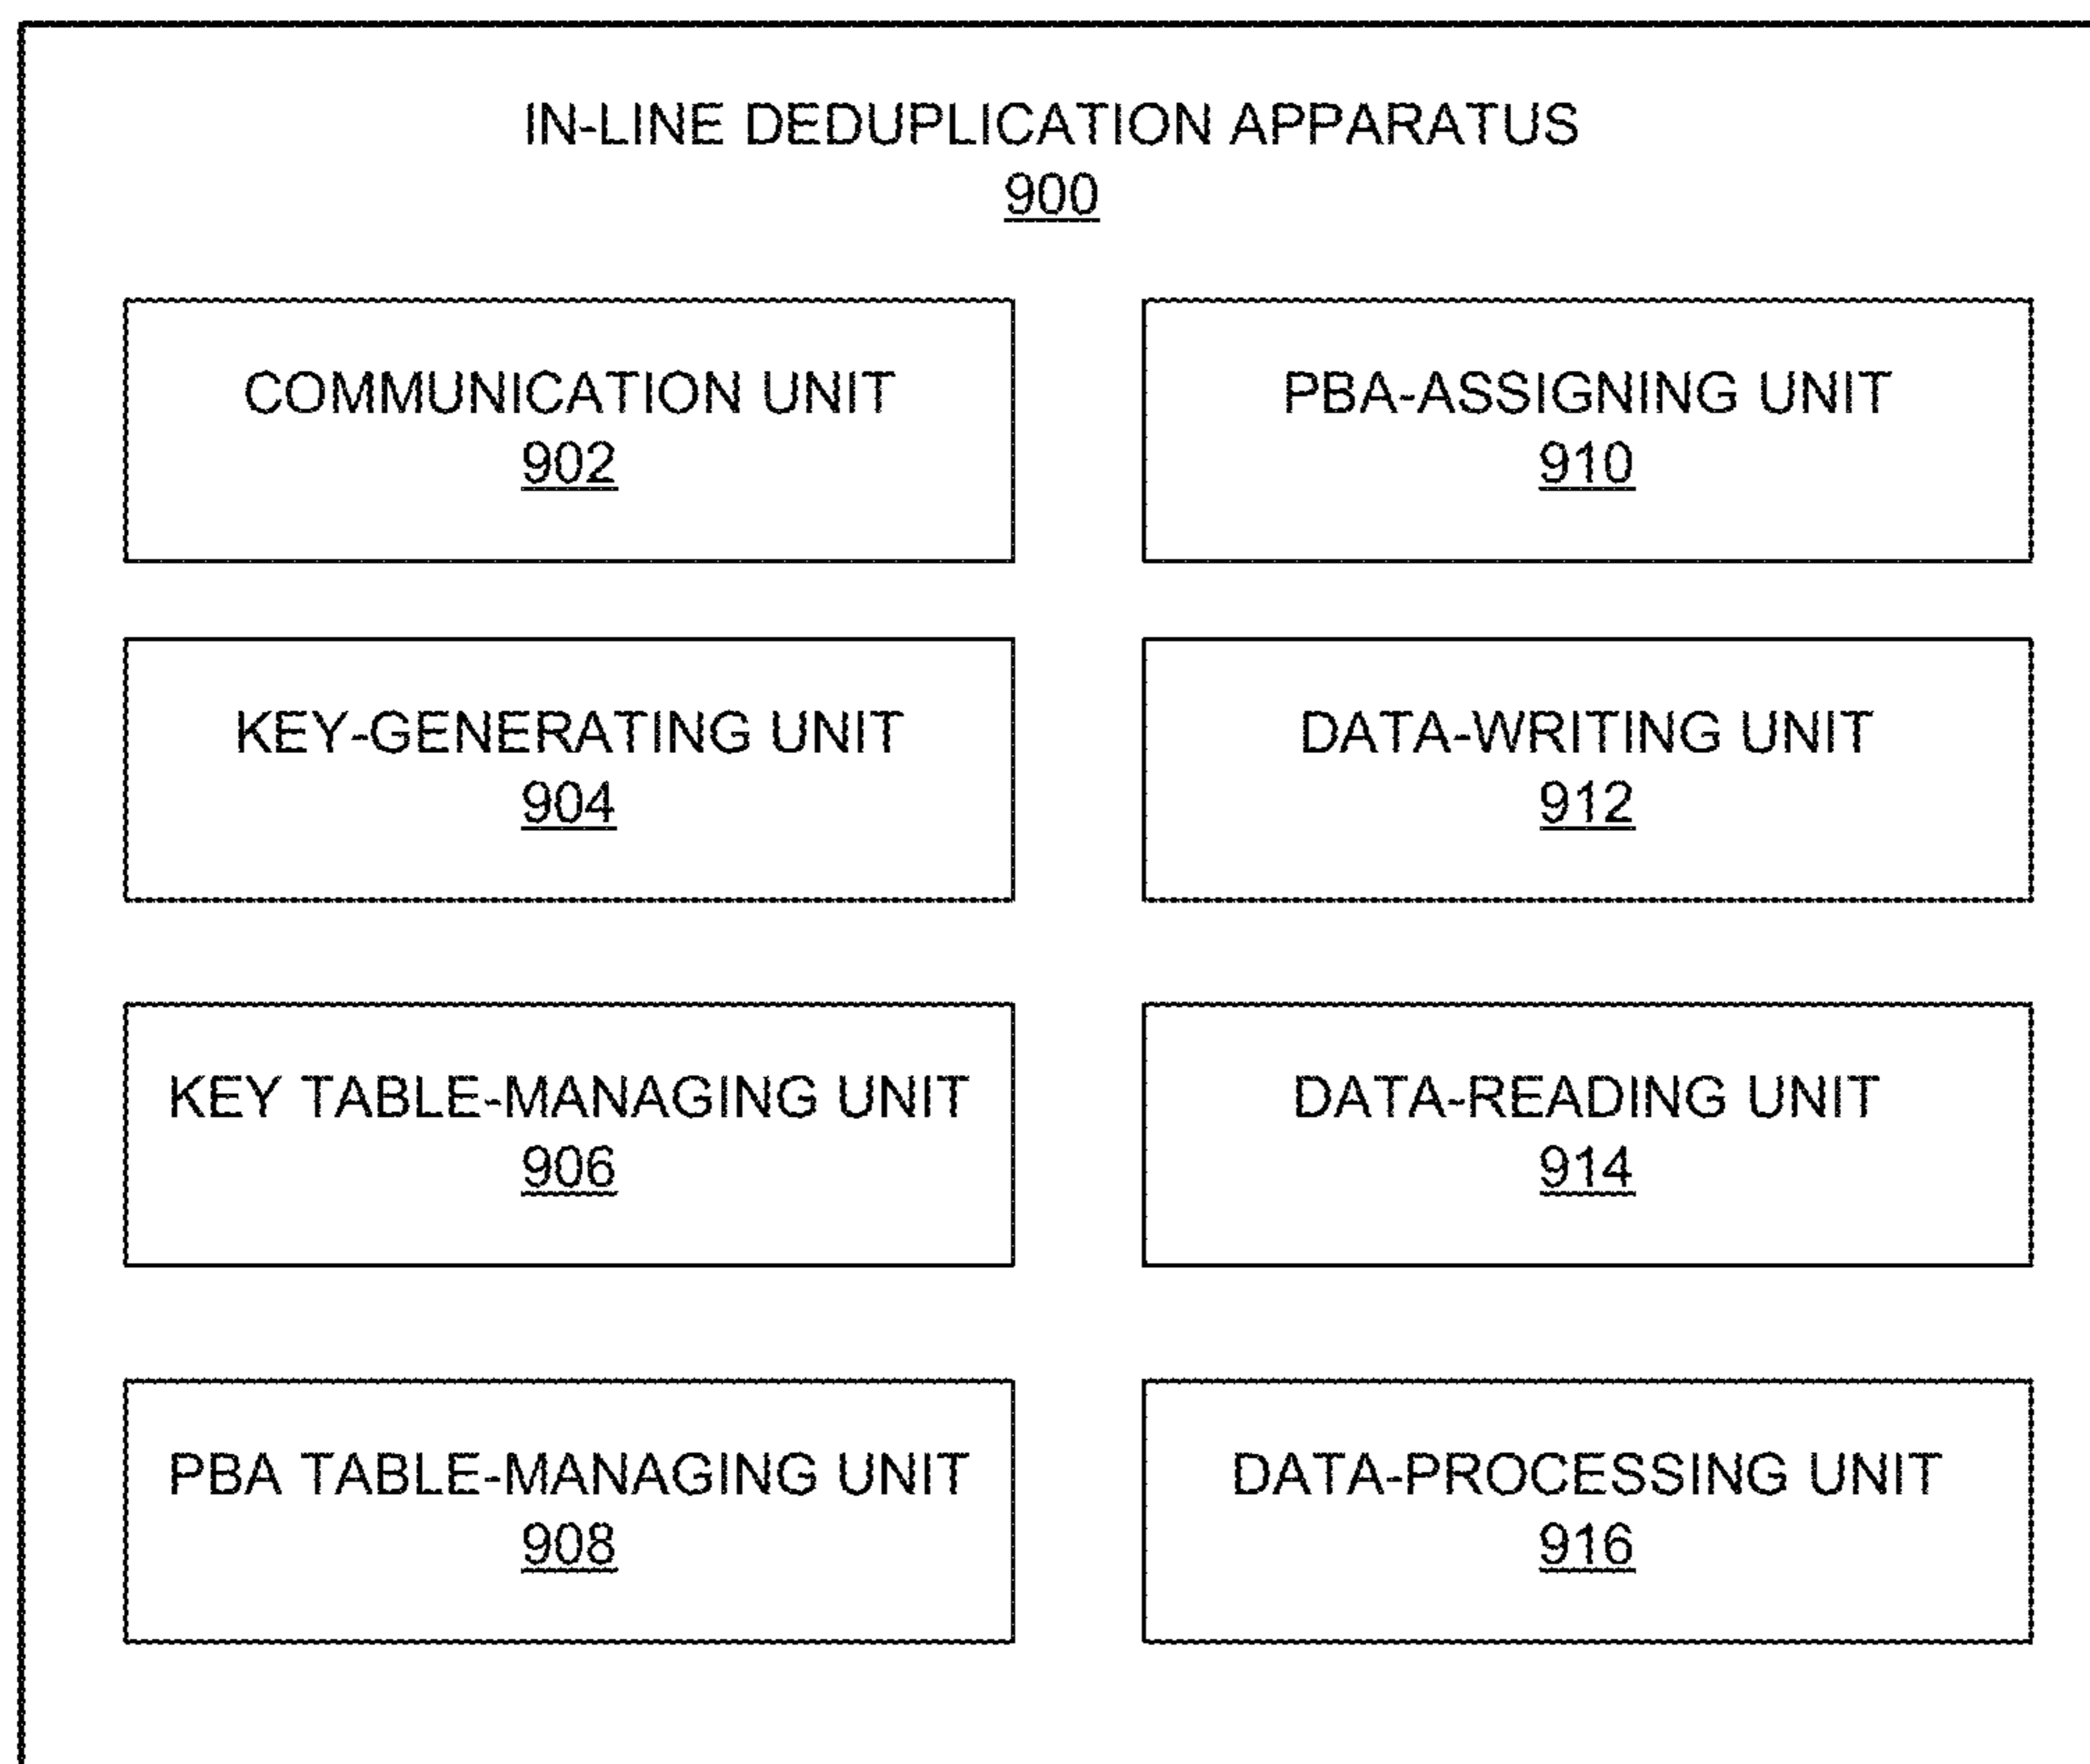 IN-LINE DEDUPLICATION APPARATUS
900
COMMUNICATION UNIT
902
KEY-GENERATING UNIT
904
KEY TABLE-MANAGING UNIT
906
PBA TABLE-MANAGING UNIT
908
PBA-ASSIGNING UNIT
910
DATA-WRITING UNIT
912
DATA-READING UNIT
914
DATA-PROCESSING UNIT
916